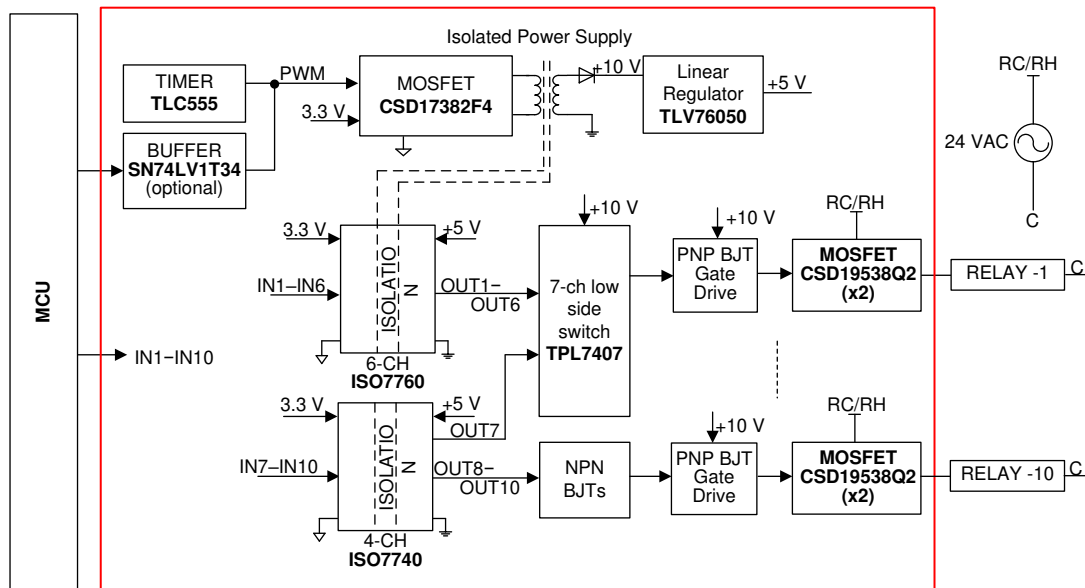 Isolated Power Supply
MCU
TIMER
TLC555
PWM
BUFFER
SN74LV1T34
(optional)
3.3 V
MOSFET
CSD17382F4
+10 V
Linear
Regulator
TLV76050
+5 V
RC/RH
24 VAC
C
3.3 V
+5 V
IN1–IN6
ISOLATIO
N
OUT1–
OUT6
6-CH
ISO7760
+10 V
7-ch low
side
switch
TPL7407
+10 V
PNP BJT
Gate
Drive
RC/RH
MOSFET
CSD19538Q2
(x2)
RELAY -1
C
IN1–IN10
3.3 V
+5 V
OUT7
IN7–IN10
ISOLATIO
N
OUT8–
OUT10
4-CH
ISO7740
NPN
BJTs
+10 V
PNP BJT
Gate
Drive
RC/RH
MOSFET
CSD19538Q2
(x2)
RELAY -10
C